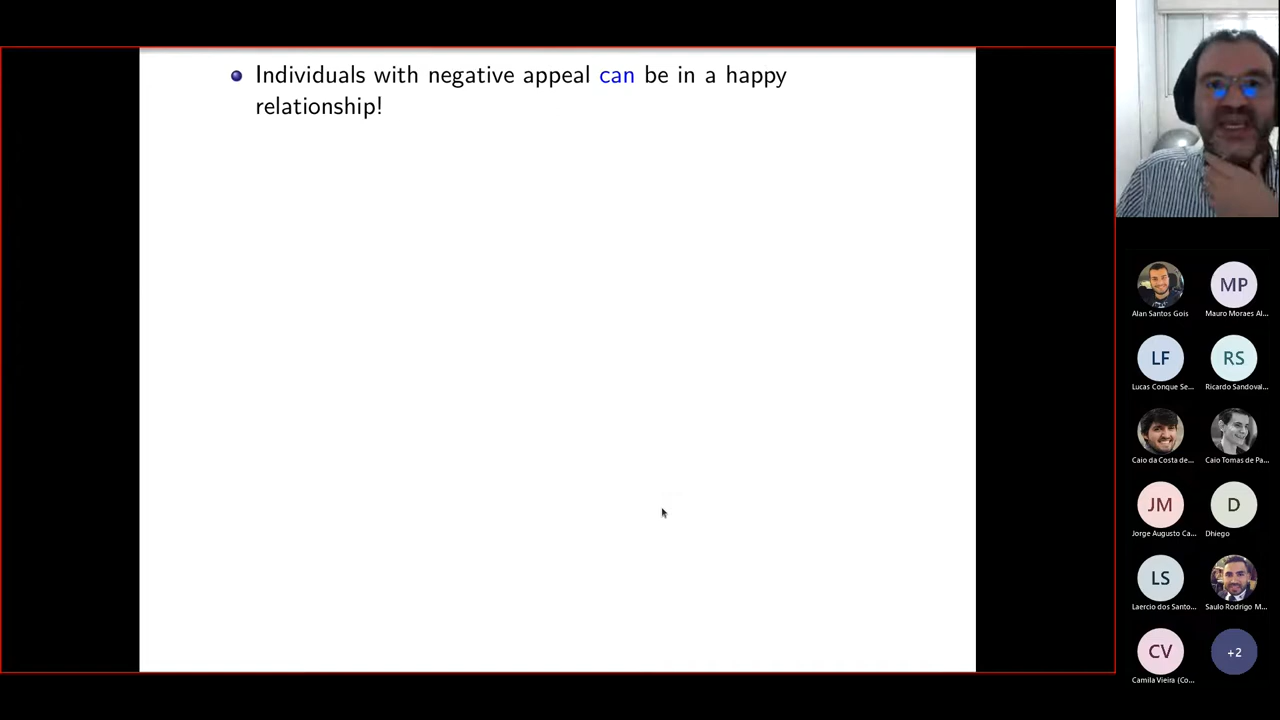 Individuals with negative appeal can be in a happy
relationship!
Alan Santos Gois
MP
Mauro Moraes Al...
LF
Lucas Conque Se...
RS
Ricardo Sandoval...
Caio da Costa de...
Caio Tomas de Pa...
JM
Jorge Augusto Ca...
D
Dhiego
LS
Laercio dos Santo...
Saulo Rodrigo M...
CV
Camila Vieira (Co...
+2